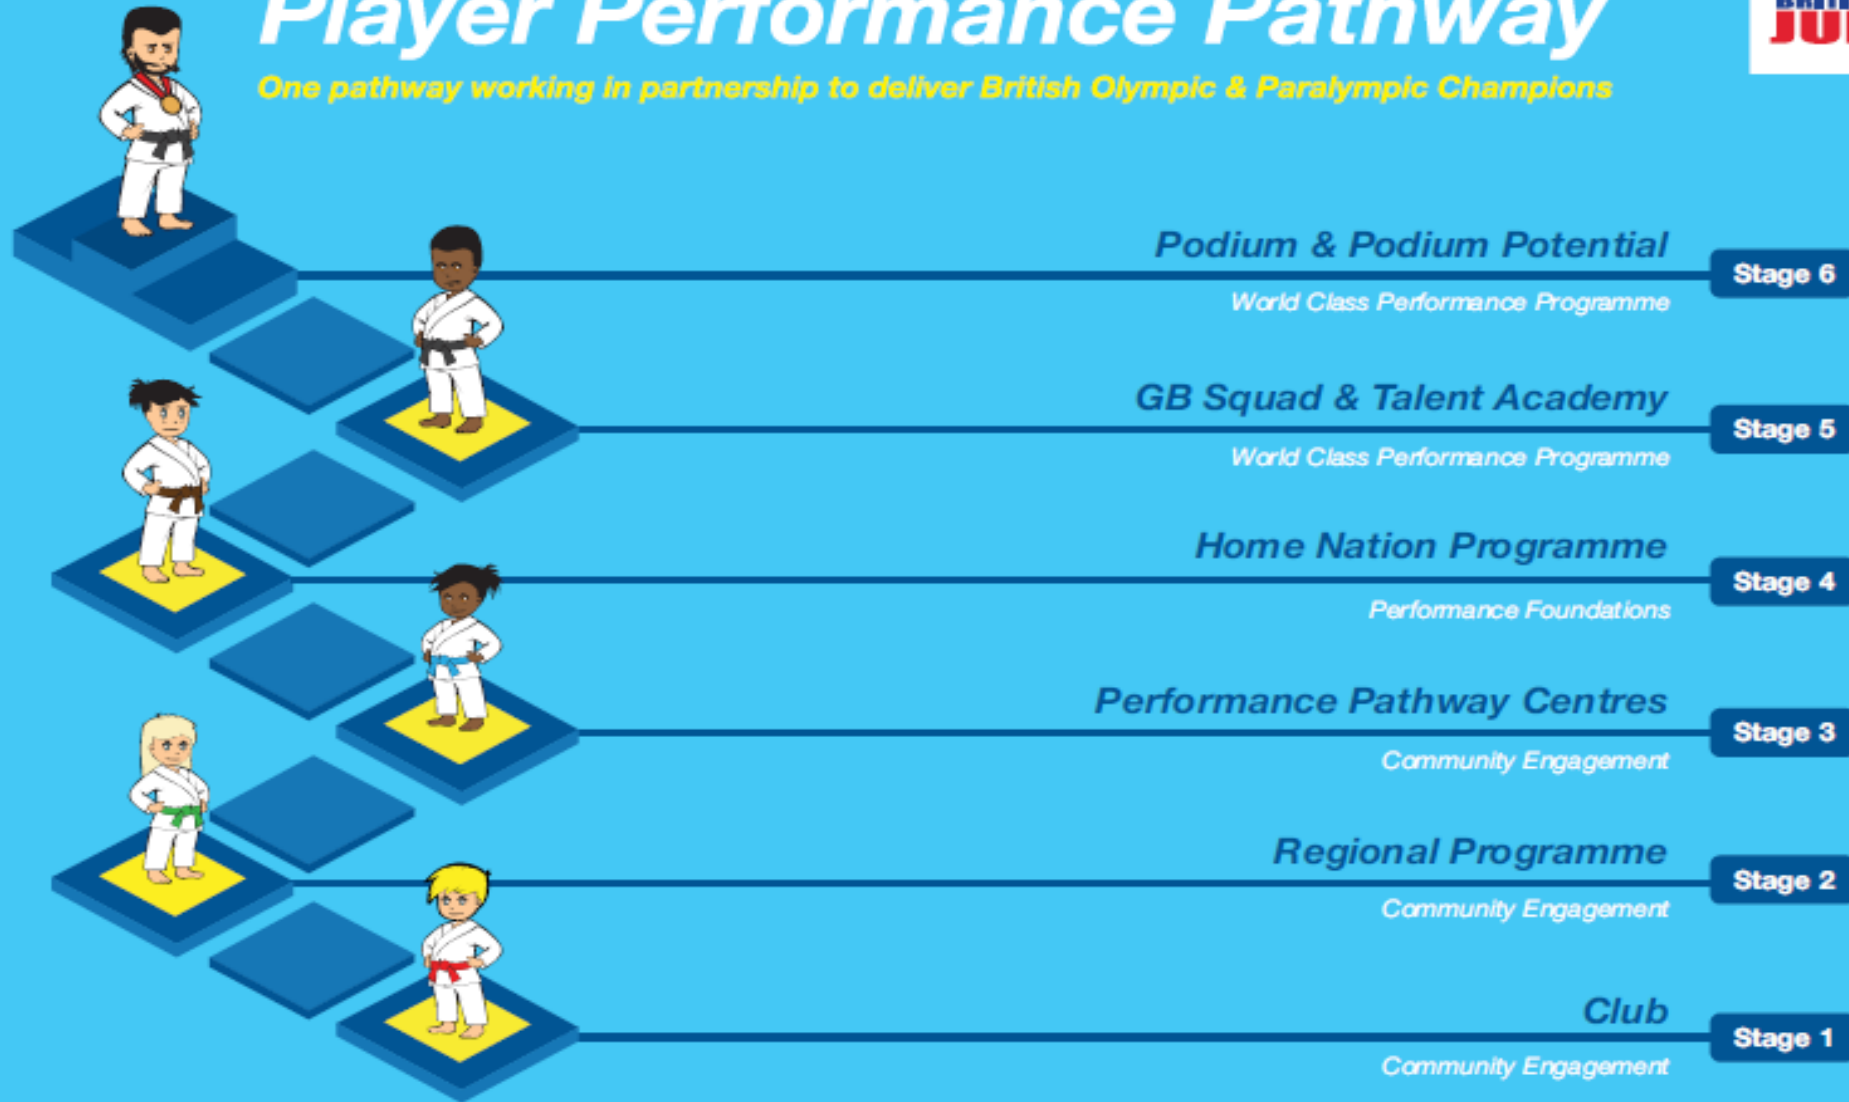 Player Performance Pathway
One pathway working in partnership to deliver British Olympic & Paralympic Champions
Podium & Podium Potential
Stage 6
World Class Performance Programme
GB Squad & Talent Academy
Stage 5
World Class Performance Programme
Home Nation Programme
Stage 4
Performance Foundations
Performance Pathway Centres
Stage 3
Community Engagement
Regional Programme
Stage 2
Community Engagement
Club
Stage 1
Community Engagement